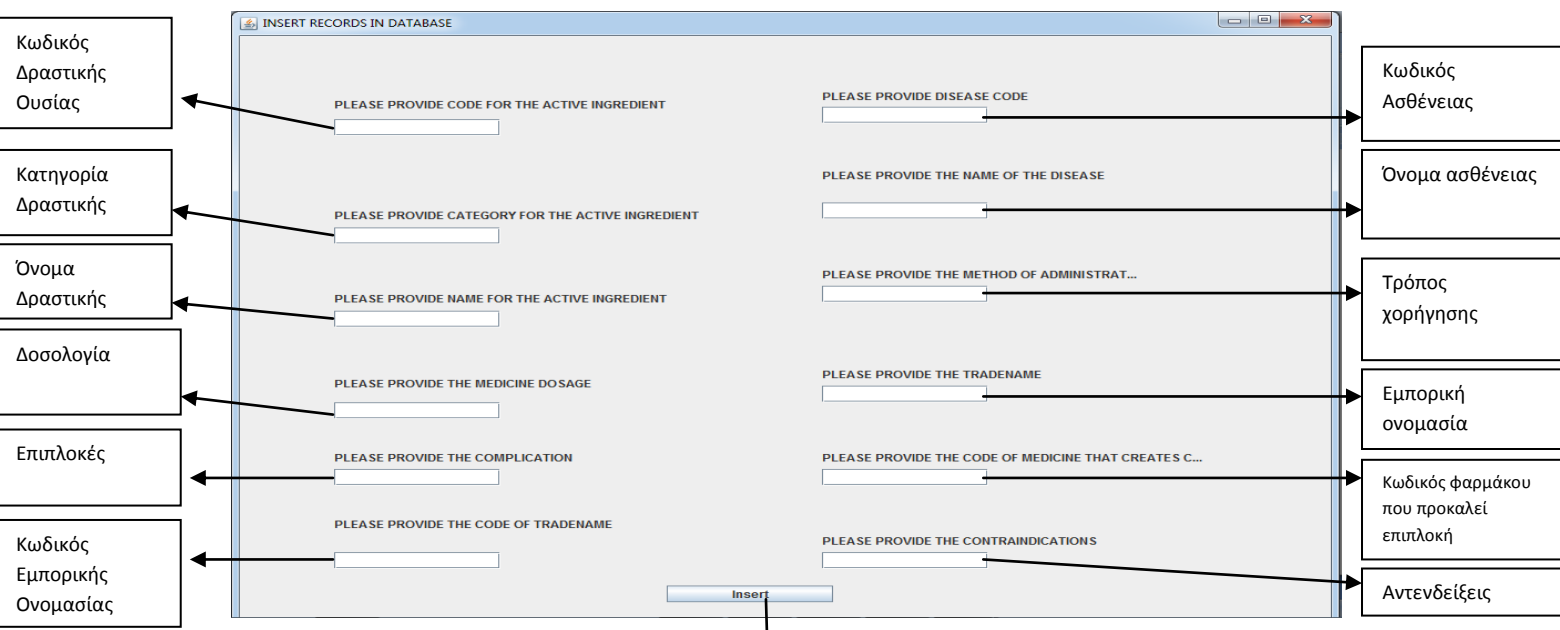 Κωδικός
Δραστικής
Ουσίας
Κατηγορία
Δραστικής
Όνομα
Δραστικής
Δοσολογία
Επιπλοκές
Κωδικός
Εμπορικής
Ονομασίας
INSERT RECORDS IN DATABASE
PLEASE PROVIDE CODE FOR THE ACTIVE INGREDIENT
PLEASE PROVIDE CATEGORY FOR THE ACTIVE INGREDIENT
PLEASE PROVIDE NAME FOR THE ACTIVE INGREDIENT
PLEASE PROVIDE THE MEDICINE DOSAGE
PLEASE PROVIDE THE COMPLICATION
PLEASE PROVIDE THE CODE OF TRADENAME
PLEASE PROVIDE DISEASE CODE
PLEASE PROVIDE THE NAME OF THE DISEASE
PLEASE PROVIDE THE METHOD OF ADMINISTRAT...
PLEASE PROVIDE THE TRADENAME
PLEASE PROVIDE THE CODE OF MEDICINE THAT CREATES C...
PLEASE PROVIDE THE CONTRAINDICATIONS
Insert
Κωδικός
Ασθένειας
Όνομα ασθένειας
Τρόπος
χορήγησης
Εμπορική
ονομασία
Κωδικός φαρμάκου
που προκαλεί
επιπλοκή
Αντενδείξεις